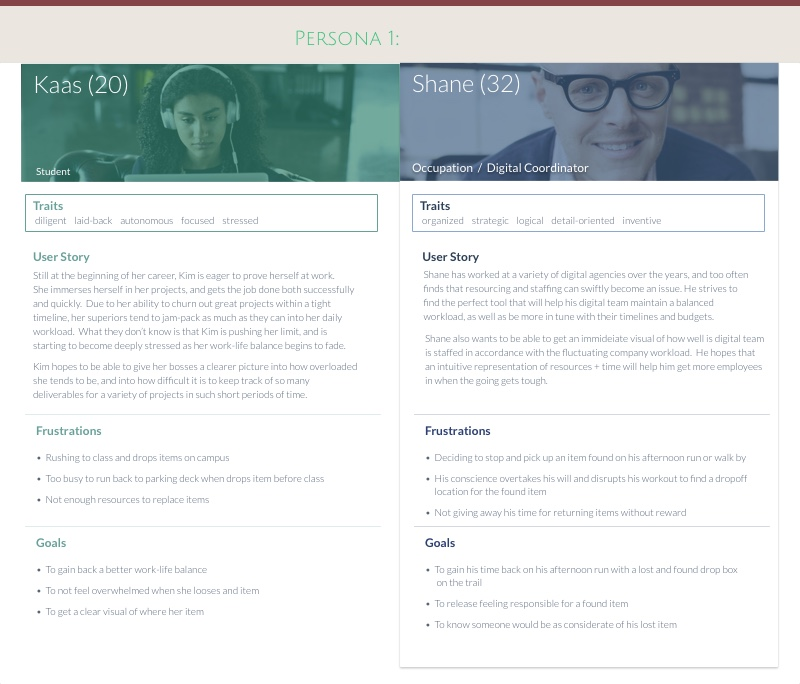 PERSONA 1:
Kaas (20)
Student
Traits
diligent laid-back autonomous focused stressed
User Story
Still at the beginning of her career, Kim is eager to prove herself at work.
She immerses herself in her projects, and gets the job done both successfully
and quickly. Due to her ability to churn out great projects within a tight
timeline, her superiors tend to jam-pack as much as they can into her daily
workload. What they don't know is that Kim is pushing her limit, and is
starting to become deeply stressed as her work-life balance begins to fade.
Kim hopes to be able to give her bosses a clearer picture into how overloaded
she tends to be, and into how difficult it is to keep track of so many
deliverables for a variety of projects in such short periods of time.
Frustrations
• Rushing to class and drops items on campus
• Too busy to run back to parking deck when drops item before class
• Not enough resources to replace items
Goals
• To gain back a better work-life balance
• To not feel overwhelmed when she looses and item
• To get a clear visual of where her item
Shane (32)
Occupation / Digital Coordinator
Traits
organized strategic logical detail-oriented inventive
User Story
Shane has worked at a variety of digital agencies over the years, and too often
finds that resourcing and staffing can swiftly become an issue. He strives to
find the perfect tool that will help his digital team maintain a balanced
workload, as well as be more in tune with their timelines and budgets.
Shane also wants to be able to get an immideiate visual of how well is digital team
is staffed in accordance with the fluctuating company workload. He hopes that
an intuitive representation of resources + time will help him get more employees
in when the going gets tough.
Frustrations
• Deciding to stop and pick up an item found on his afternoon run or walk by
• His conscience overtakes his will and disrupts his workout to find a dropoff
location for the found item
• Not giving away his time for returning items without reward
Goals
• To gain his time back on his afternoon run with a lost and found drop box
on the trail
• To release feeling responsible for a found item
• To know someone would be as considerate of his lost item